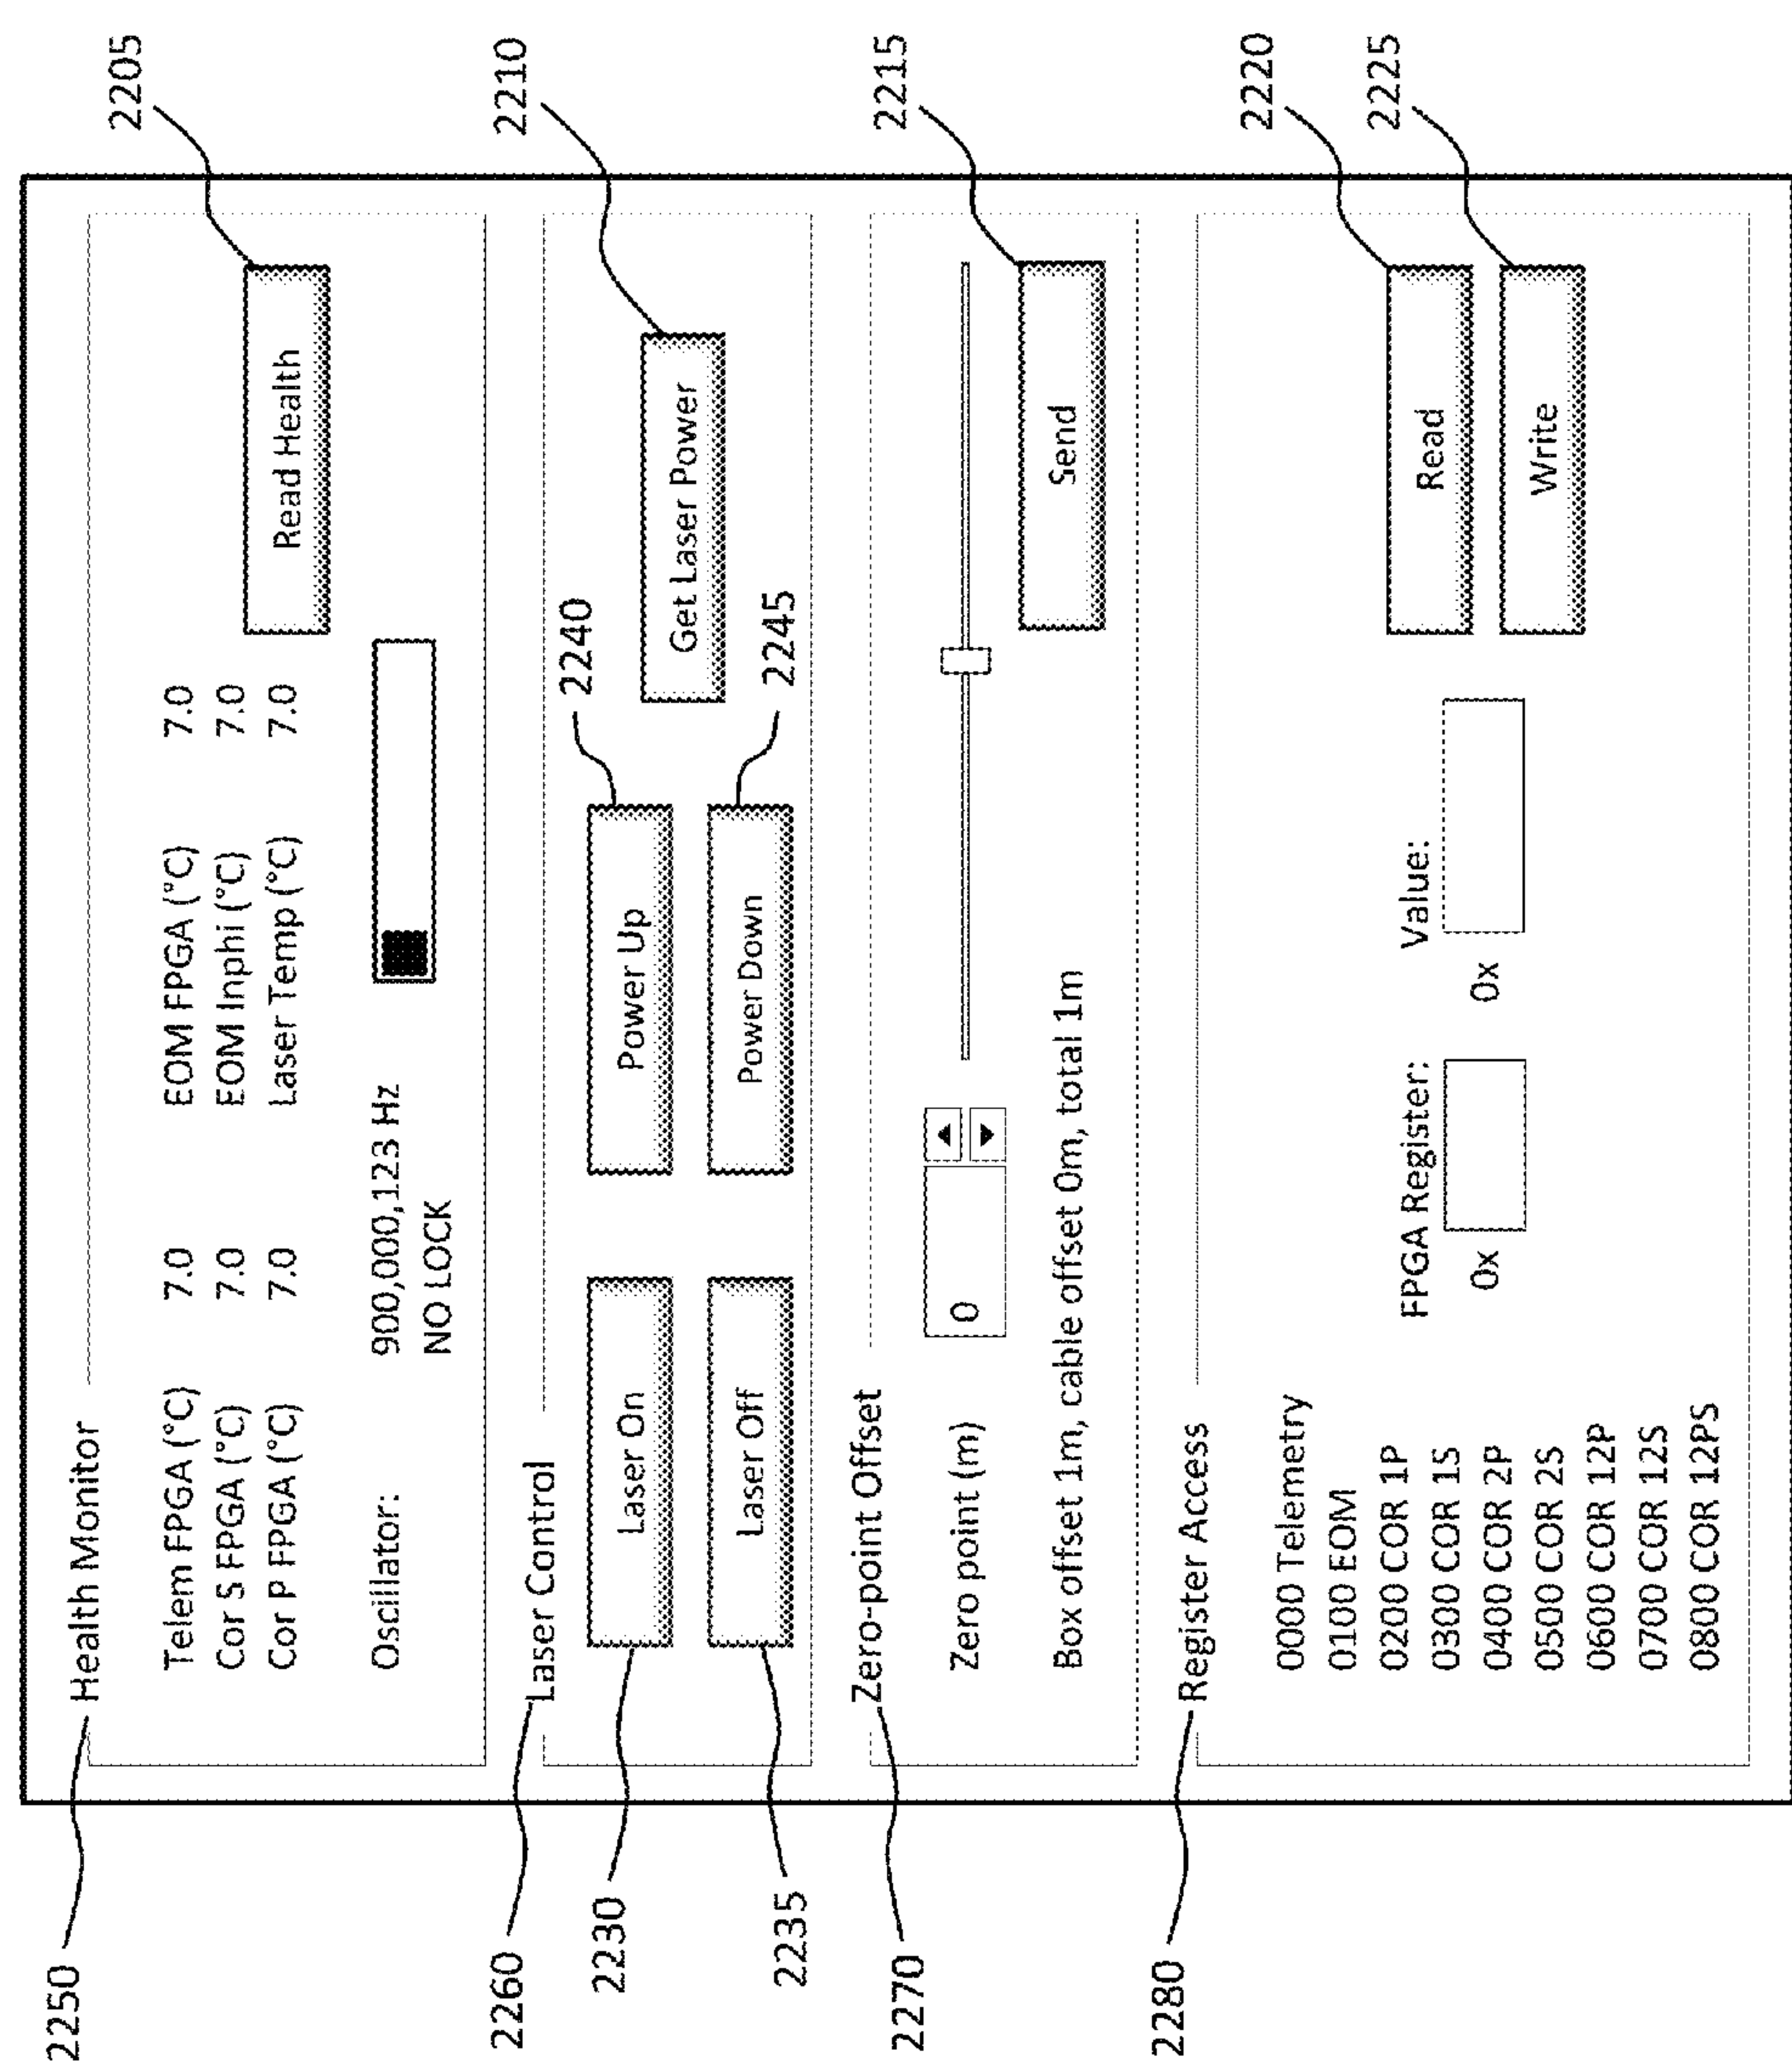 2250
Health Monitor
2205
Telem FPGA (°C) 7.0 EOM FPGA (°C) 7.0
Cor S FPGA (°C) 7.0 EOM Inphi (°C) 7.0
Cor P FPGA (°C) 7.0 Laser Temp (°C) 7.0
Read Health
Oscillator: 900,000,123 Hz
NO LOCK
2260
Laser Control
2240
2210
2230
Laser On Power Up
Get Laser Power
Laser Off Power Down
2235
2245
2270
Zero-point Offset
2215
Zero point (m) 0
Box offset 1m, cable offset 0m, total 1m
Send
2280
Register Access
2220
2225
0000 Telemetry
0100 EOM
0200 COR 1P
0300 COR 1S
0400 COR 2P
0500 COR 2S
0600 COR 12P
0700 COR 12S
0800 COR 12PS
FPGA Register: Value:
0x 0x
Read
Write